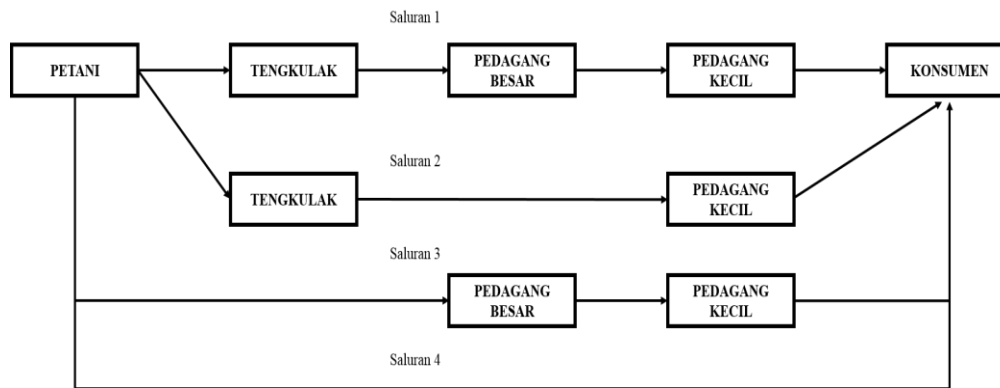 Saluran 1
PETANI
TENGKULAK
PEDAGANG
BESAR
PEDAGANG
KECIL
KONSUMEN
Saluran 2
TENGKULAK
PEDAGANG
KECIL
Saluran 3
PEDAGANG
BESAR
PEDAGANG
KECIL
Saluran 4